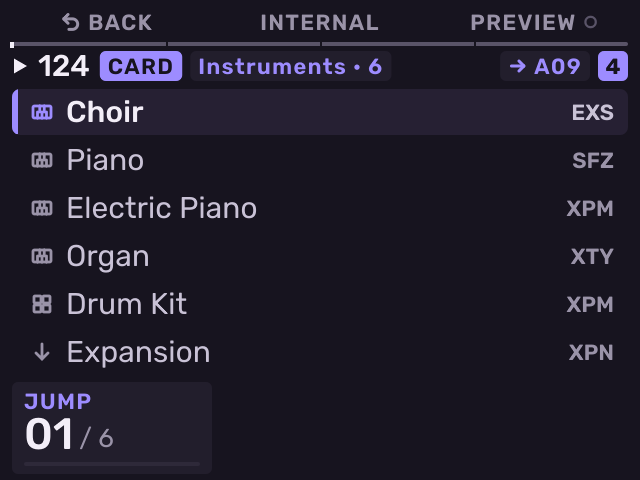 BACK INTERNAL PREVIEW
124 CARD Instruments · 6 → A09 4
Choir EXS
Piano SFZ
Electric Piano XPM
Organ XTY
Drum Kit XPM
Expansion XPN
JUMP
01 / 6